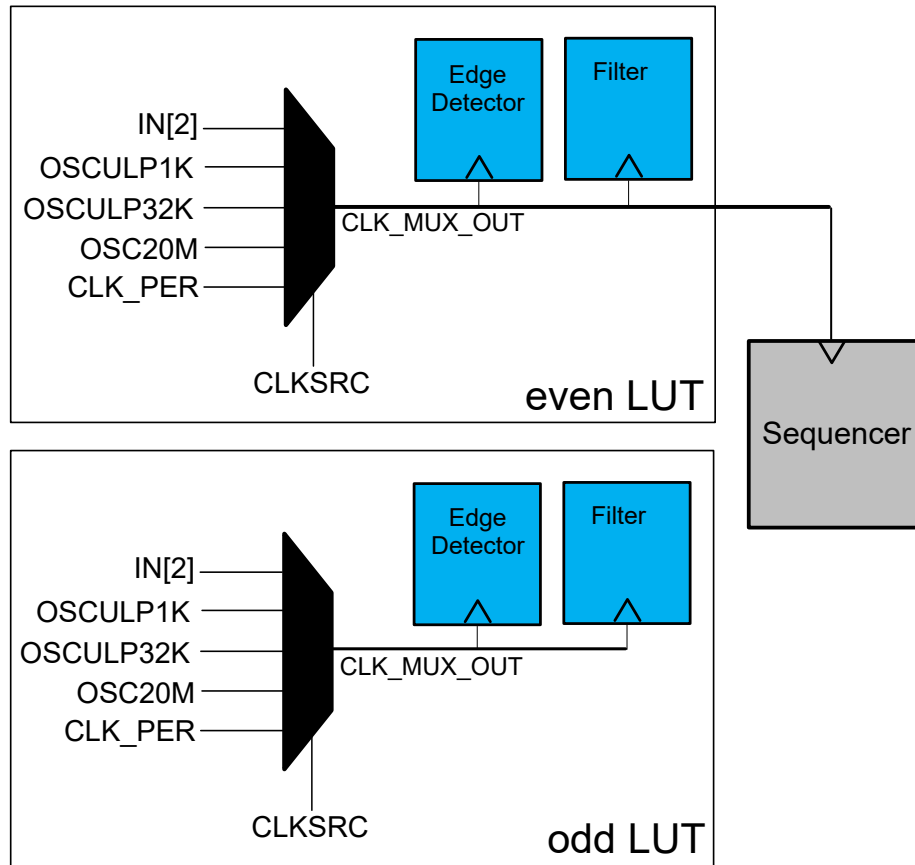 Edge
Detector
Filter
IN[2]
OSCULP1K
OSCULP32K
OSC20M
CLK_PER
CLK_MUX_OUT
CLKSRC
even LUT
Sequencer
Edge
Detector
Filter
IN[2]
OSCULP1K
OSCULP32K
OSC20M
CLK_PER
CLK_MUX_OUT
CLKSRC
odd LUT